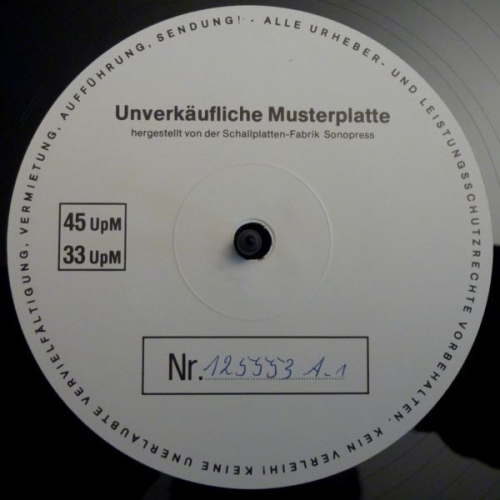 ALLE URHEBER- UND LEISTUNGSSCHUTZRECHTE VORBEHALTEN. KEIN VERLEIH! KEINE UNERLAUBTE VERVIELFÄLTIGUNG, VERMIETUNG, AUFFÜHRUNG, SENDUNG! ·
Unverkäufliche Musterplatte
hergestellt von der Schallplatten-Fabrik Sonopress
45 UpM
33 UpM
Nr. 125553 A-1